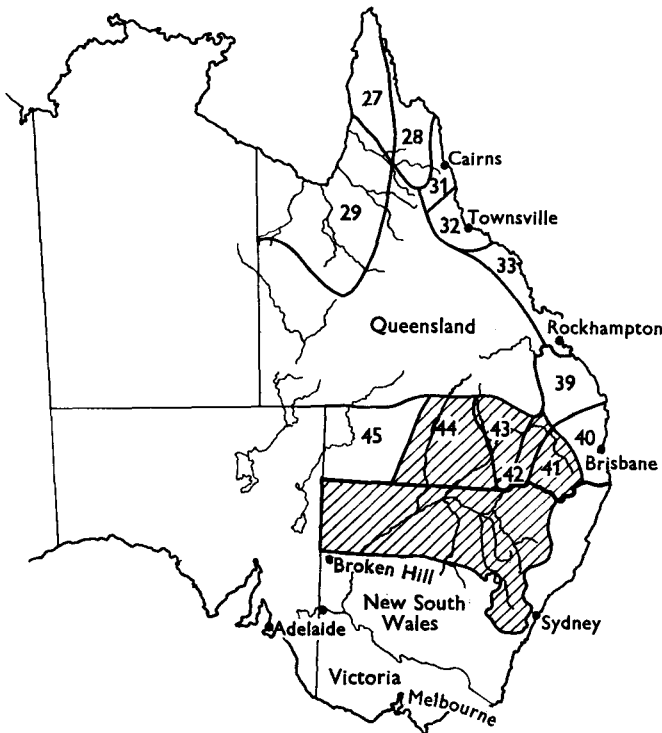 27
28
Cairns
31
29
32
Townsville
33
Queensland
Rockhampton
39
45
44
43
40
42
41
Brisbane
Broken Hill
New South
Wales
Sydney
Adelaide
Victoria
Melbourne